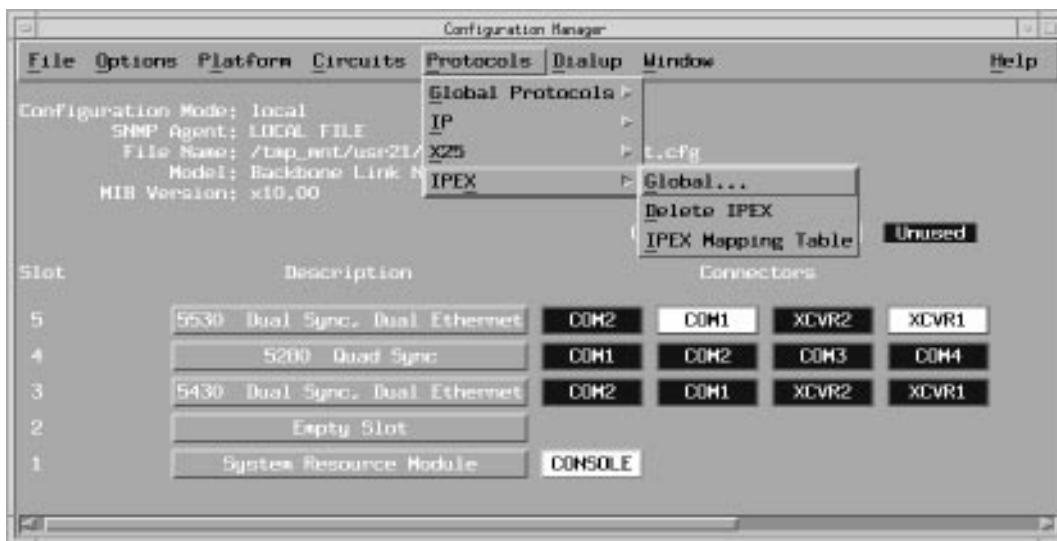 Configuration Manager
File Options Platform Circuits Protocols Dialup Window Help
Global Protocols
IP
X25
IPEX
Global...
Delete IPEX
IPEX Mapping Table
Configuration Mode: local
SNMP Agent: LOCAL FILE
File Name: /tmp_mnt/usr21/ t.cfg
Model: Backbone Link N
MIB Version: x10.00
Unused
Slot Description Connectors
5 5530 Dual Sync, Dual Ethernet COM2 COM1 XCVR2 XCVR1
4 5200 Quad Sync COM1 COM2 COM3 COM4
3 5430 Dual Sync, Dual Ethernet COM2 COM1 XCVR2 XCVR1
2 Empty Slot
1 System Resource Module CONSOLE